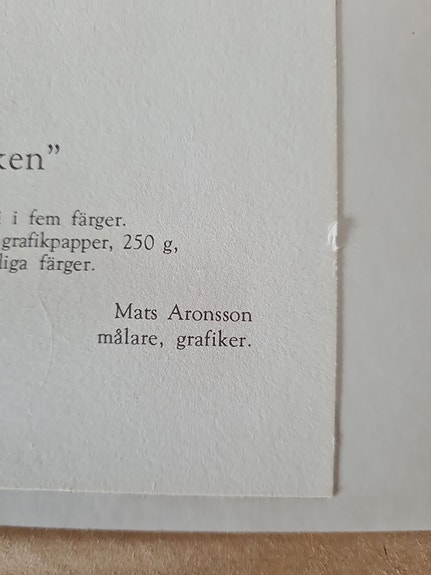 ken”
i fem färger.
grafikpapper, 250 g,
liga färger.
Mats Aronsson
målare, grafiker.